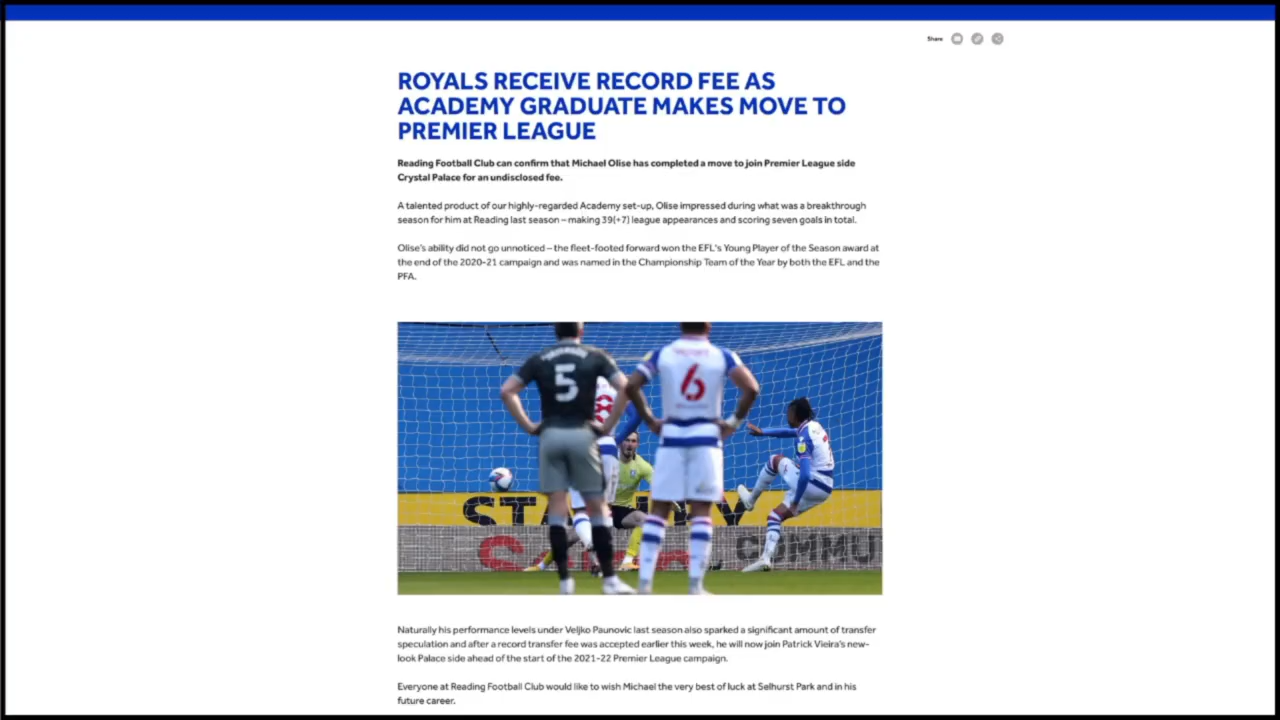 Share
ROYALS RECEIVE RECORD FEE AS
ACADEMY GRADUATE MAKES MOVE TO
PREMIER LEAGUE
Reading Football Club can confirm that Michael Olise has completed a move to join Premier League side
Crystal Palace for an undisclosed fee.
A talented product of our highly-regarded Academy set-up, Olise impressed during what was a breakthrough
season for him at Reading last season – making 39(+7) league appearances and scoring seven goals in total.
Olise's ability did not go unnoticed – the fleet-footed forward won the EFL's Young Player of the Season award at
the end of the 2020-21 campaign and was named in the Championship Team of the Year by both the EFL and the
PFA.
5
6
COMMU
Naturally his performance levels under Veljko Paunovic last season also sparked a significant amount of transfer
speculation and after a record transfer fee was accepted earlier this week, he will now join Patrick Vieira's new-
look Palace side ahead of the start of the 2021-22 Premier League campaign.
Everyone at Reading Football Club would like to wish Michael the very best of luck at Selhurst Park and in his
future career.